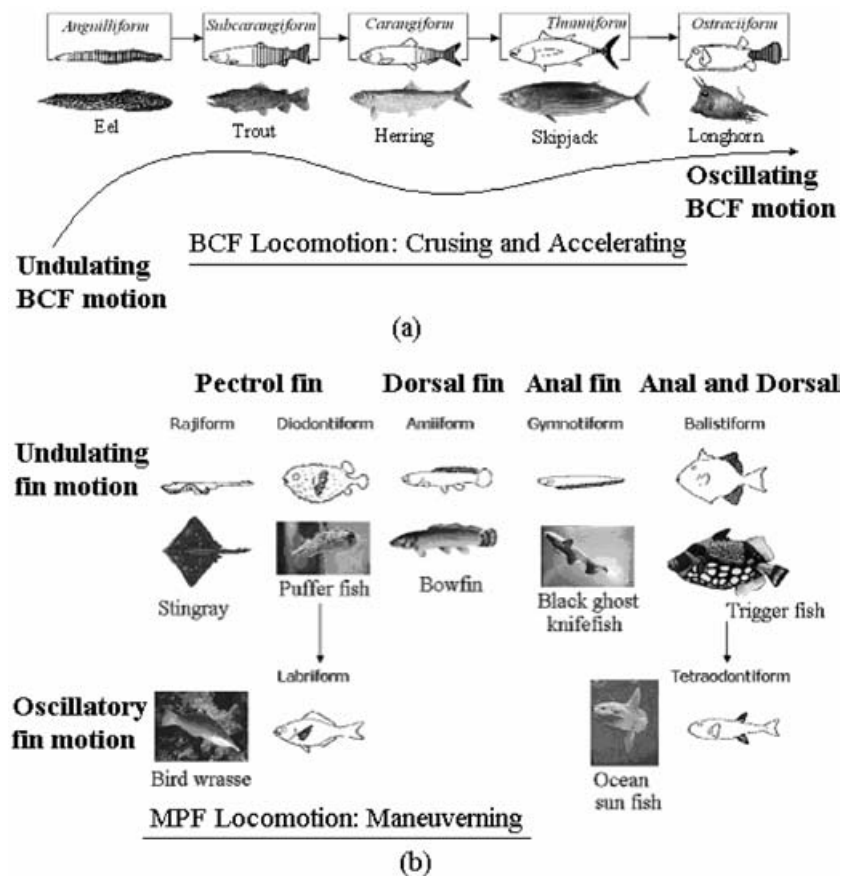 Anguilliform Subcarangiform Carangiform Thunniform Ostraciiform
Eel Trout Herring Skipjack Longhorn
Oscillating
BCF motion
BCF Locomotion: Crusing and Accelerating
Undulating
BCF motion
(a)
Pectrol fin Dorsal fin Anal fin Anal and Dorsal
Rajiform Diodontiform Amiiform Gymnotiform Balistiform
Undulating
fin motion
Stingray Puffer fish Bowfin Black ghost
knifefish Trigger fish
Labriiform Tetraodontiform
Oscillatory
fin motion
Bird wrasse Ocean
sun fish
MPF Locomotion: Maneuverning
(b)